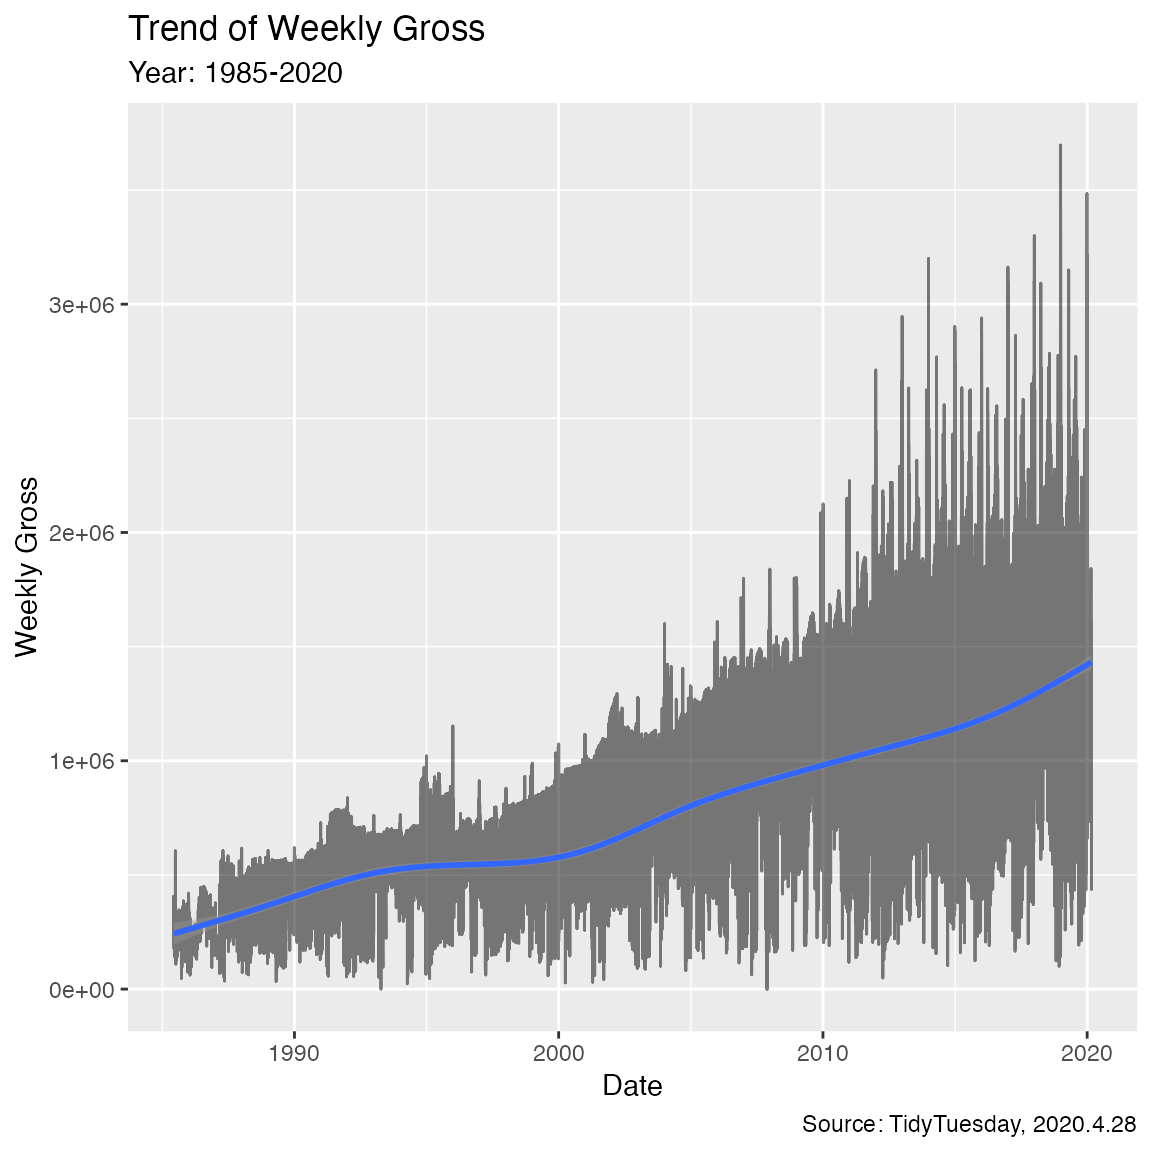 Trend of Weekly Gross
Year: 1985-2020
Weekly Gross
3e+06
2e+06
1e+06
0e+00
1990
2000
2010
2020
Date
Source: TidyTuesday, 2020.4.28